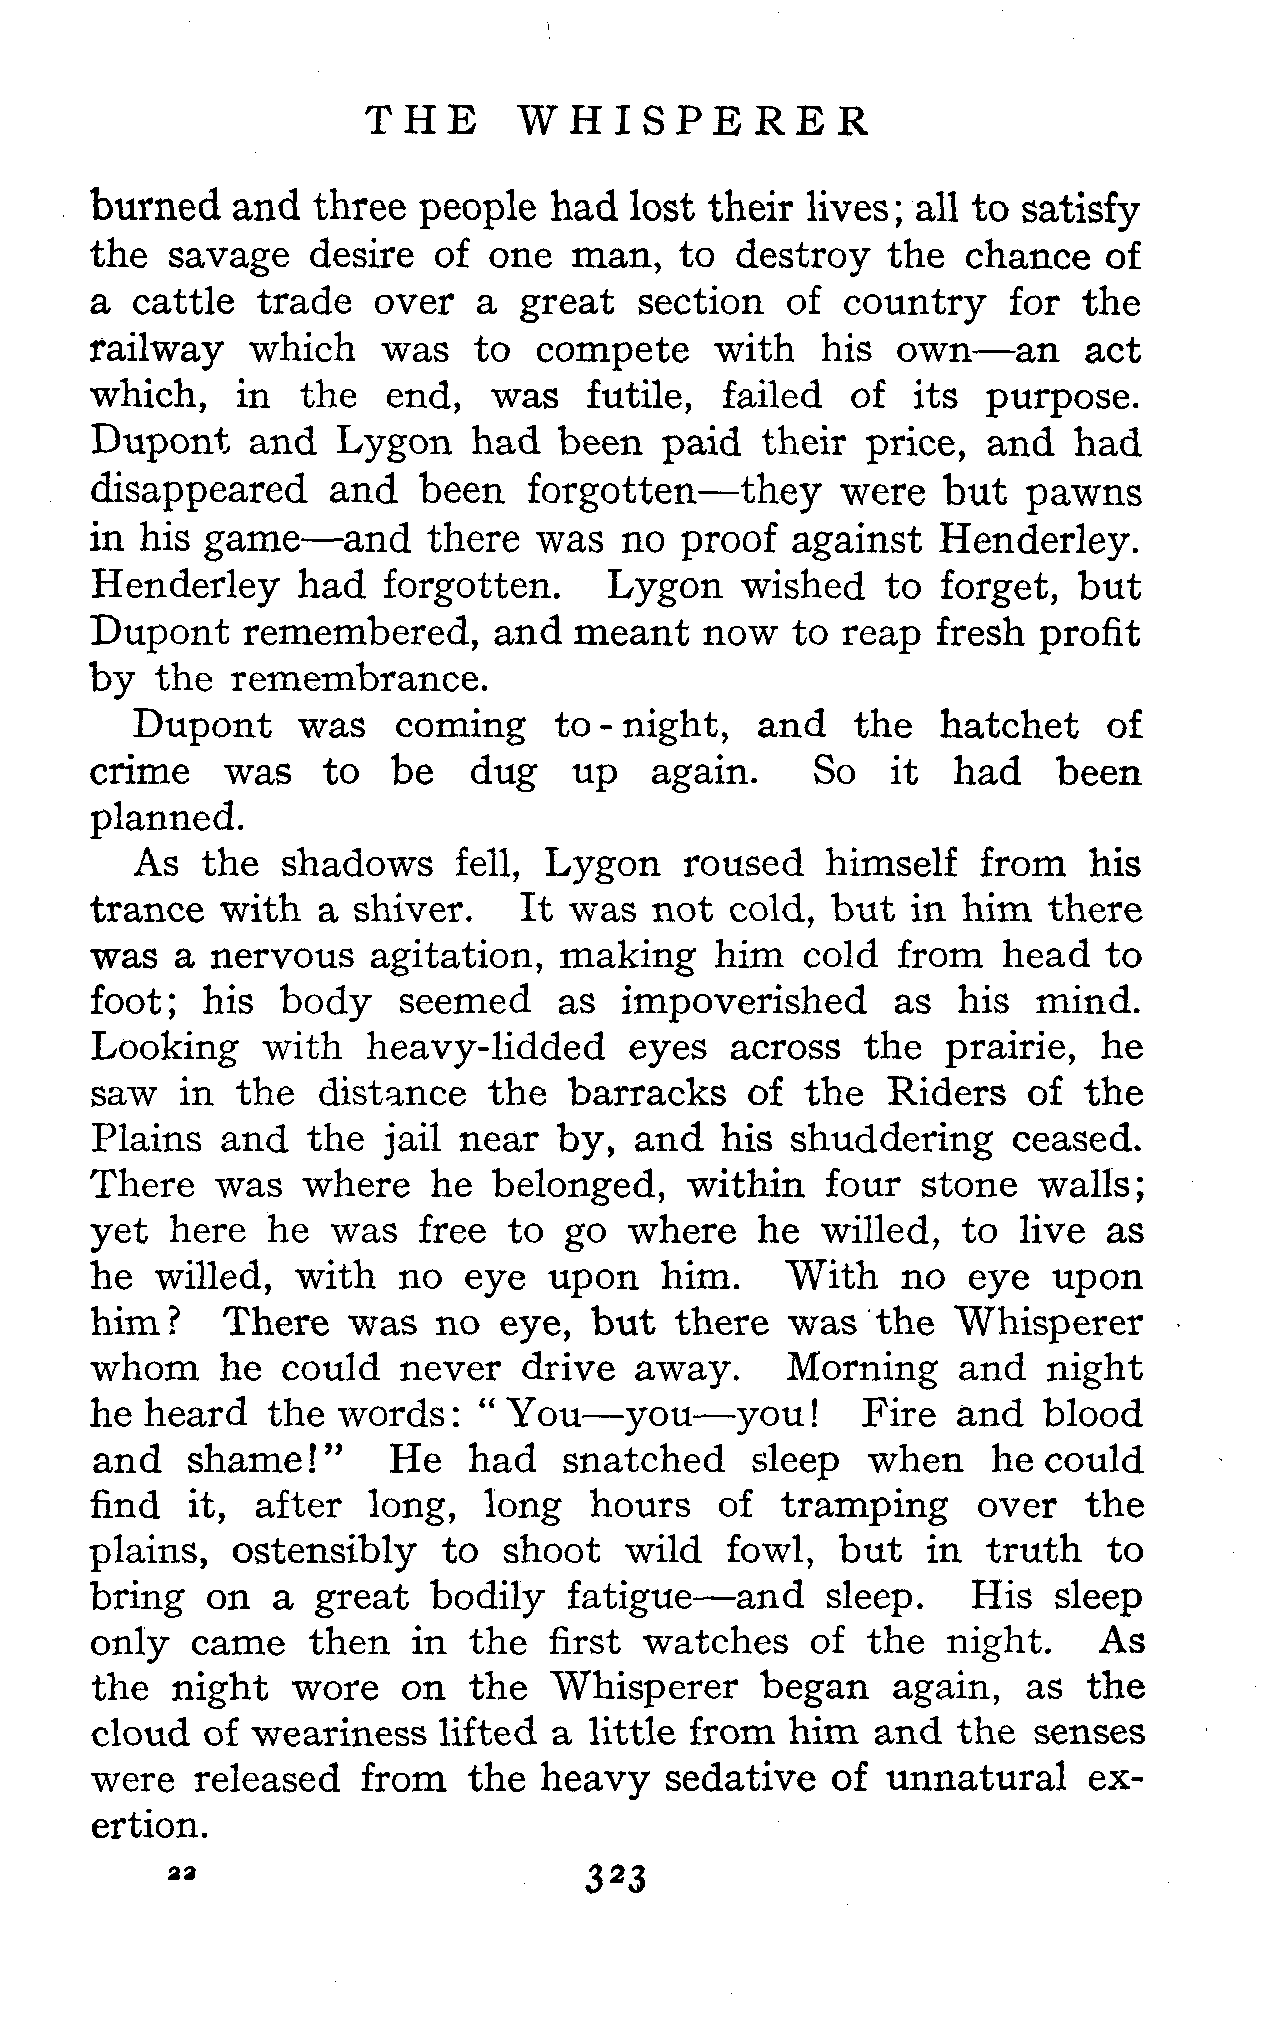 THE WHISPERER
burned and three people had lost their lives; all to satisfy
the savage desire of one man, to destroy the chance of
a cattle trade over a great section of country for the
railway which was to compete with his own—an act
which, in the end, was futile, failed of its purpose.
Dupont and Lygon had been paid their price, and had
disappeared and been forgotten—they were but pawns
in his game—and there was no proof against Henderley.
Henderley had forgotten. Lygon wished to forget, but
Dupont remembered, and meant now to reap fresh profit
by the remembrance.
Dupont was coming to-night, and the hatchet of
crime was to be dug up again. So it had been
planned.
As the shadows fell, Lygon roused himself from his
trance with a shiver. It was not cold, but in him there
was a nervous agitation, making him cold from head to
foot; his body seemed as impoverished as his mind.
Looking with heavy-lidded eyes across the prairie, he
saw in the distance the barracks of the Riders of the
Plains and the jail near by, and his shuddering ceased.
There was where he belonged, within four stone walls;
yet here he was free to go where he willed, to live as
he willed, with no eye upon him. With no eye upon
him? There was no eye, but there was the Whisperer
whom he could never drive away. Morning and night
he heard the words: “You—you—you! Fire and blood
and shame!” He had snatched sleep when he could
find it, after long, long hours of tramping over the
plains, ostensibly to shoot wild fowl, but in truth to
bring on a great bodily fatigue—and sleep. His sleep
only came then in the first watches of the night. As
the night wore on the Whisperer began again, as the
cloud of weariness lifted a little from him and the senses
were released from the heavy sedative of unnatural ex-
ertion.
22 323